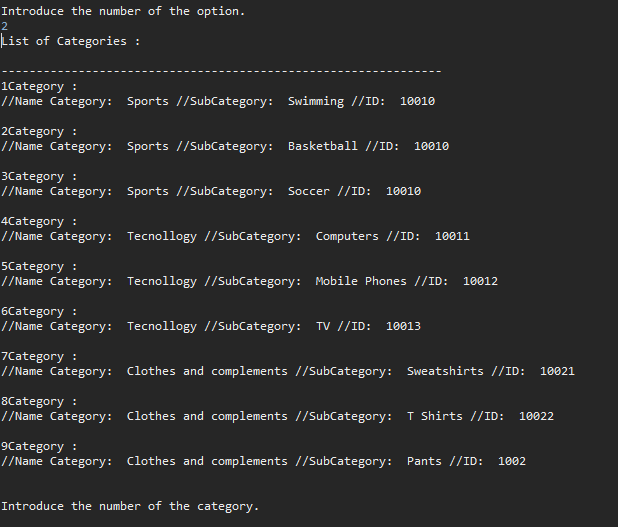 Introduce the number of the option.
2
List of Categories :
---------------------------------------------------------------
1Category :
//Name Category:  Sports //SubCategory:  Swimming //ID:  10010
2Category :
//Name Category:  Sports //SubCategory:  Basketball //ID:  10010
3Category :
//Name Category:  Sports //SubCategory:  Soccer //ID:  10010
4Category :
//Name Category:  Tecnollogy //SubCategory:  Computers //ID:  10011
5Category :
//Name Category:  Tecnollogy //SubCategory:  Mobile Phones //ID:  10012
6Category :
//Name Category:  Tecnollogy //SubCategory:  TV //ID:  10013
7Category :
//Name Category:  Clothes and complements //SubCategory:  Sweatshirts //ID:  10021
8Category :
//Name Category:  Clothes and complements //SubCategory:  T Shirts //ID:  10022
9Category :
//Name Category:  Clothes and complements //SubCategory:  Pants //ID:  1002
Introduce the number of the category.